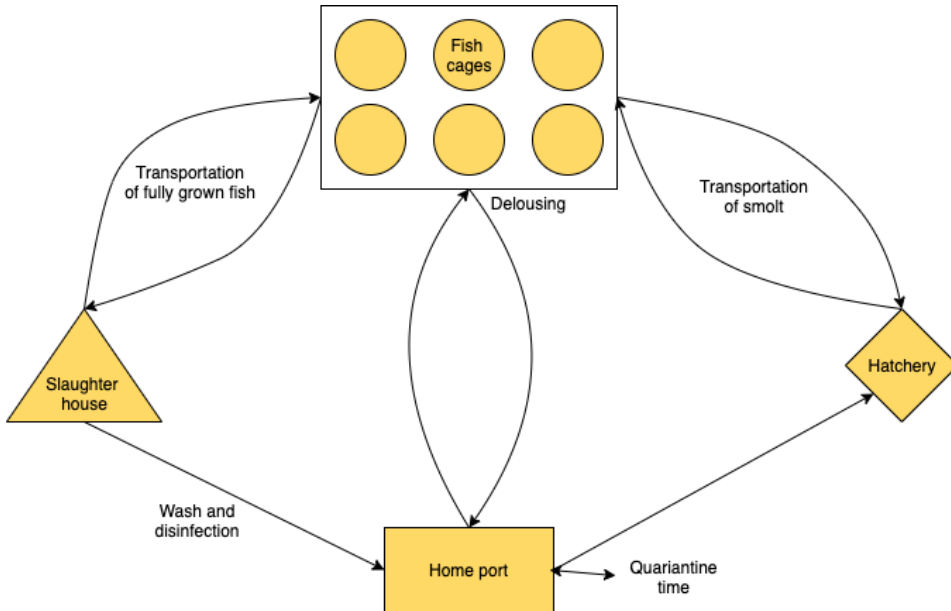 Fish
cages
Transportation
of fully grown fish
Transportation
of smolt
Delousing
Slaughter
house
Hatchery
Wash and
disinfection
Home port
Quariantine
time